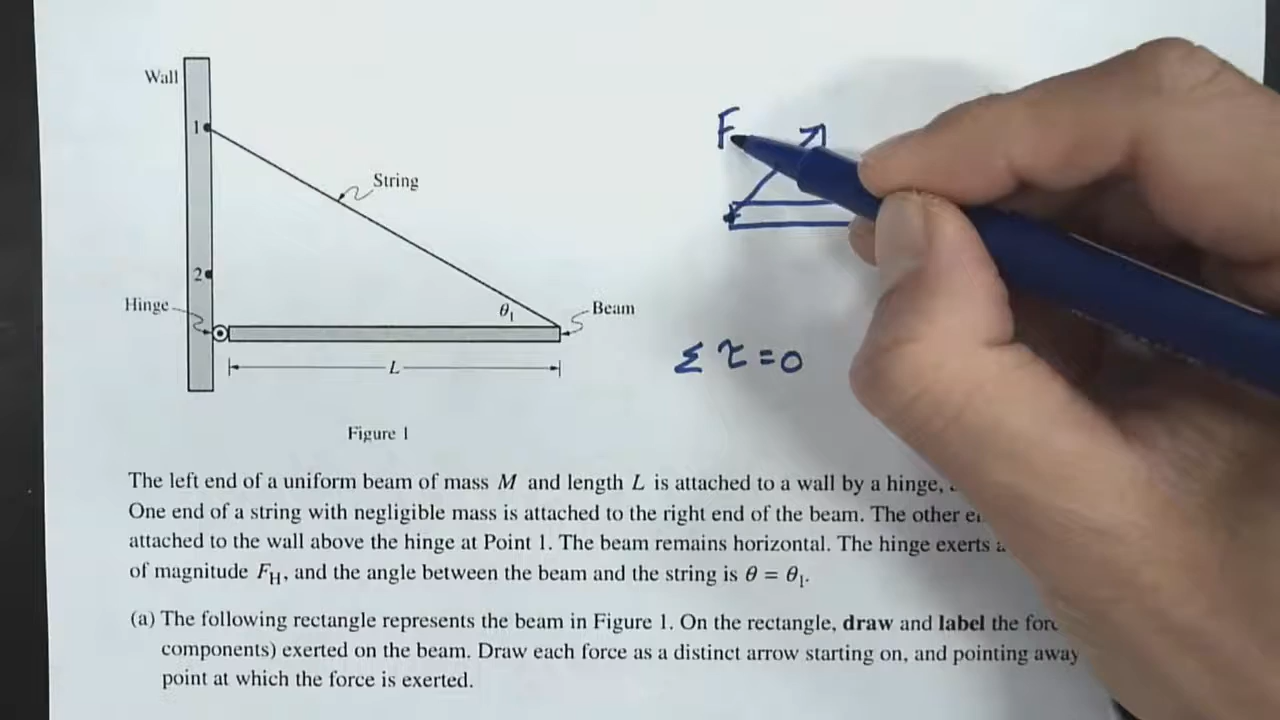 Wall
1
String
2
Hinge
θ₁
Beam
L
Figure 1
F
Σ τ = 0
The left end of a uniform beam of mass M and length L is attached to a wall by a hinge,
One end of a string with negligible mass is attached to the right end of the beam. The other
attached to the wall above the hinge at Point 1. The beam remains horizontal. The hinge exerts
of magnitude F_H, and the angle between the beam and the string is θ = θ₁.
(a) The following rectangle represents the beam in Figure 1. On the rectangle, draw and label the
components) exerted on the beam. Draw each force as a distinct arrow starting on, and pointing away
point at which the force is exerted.